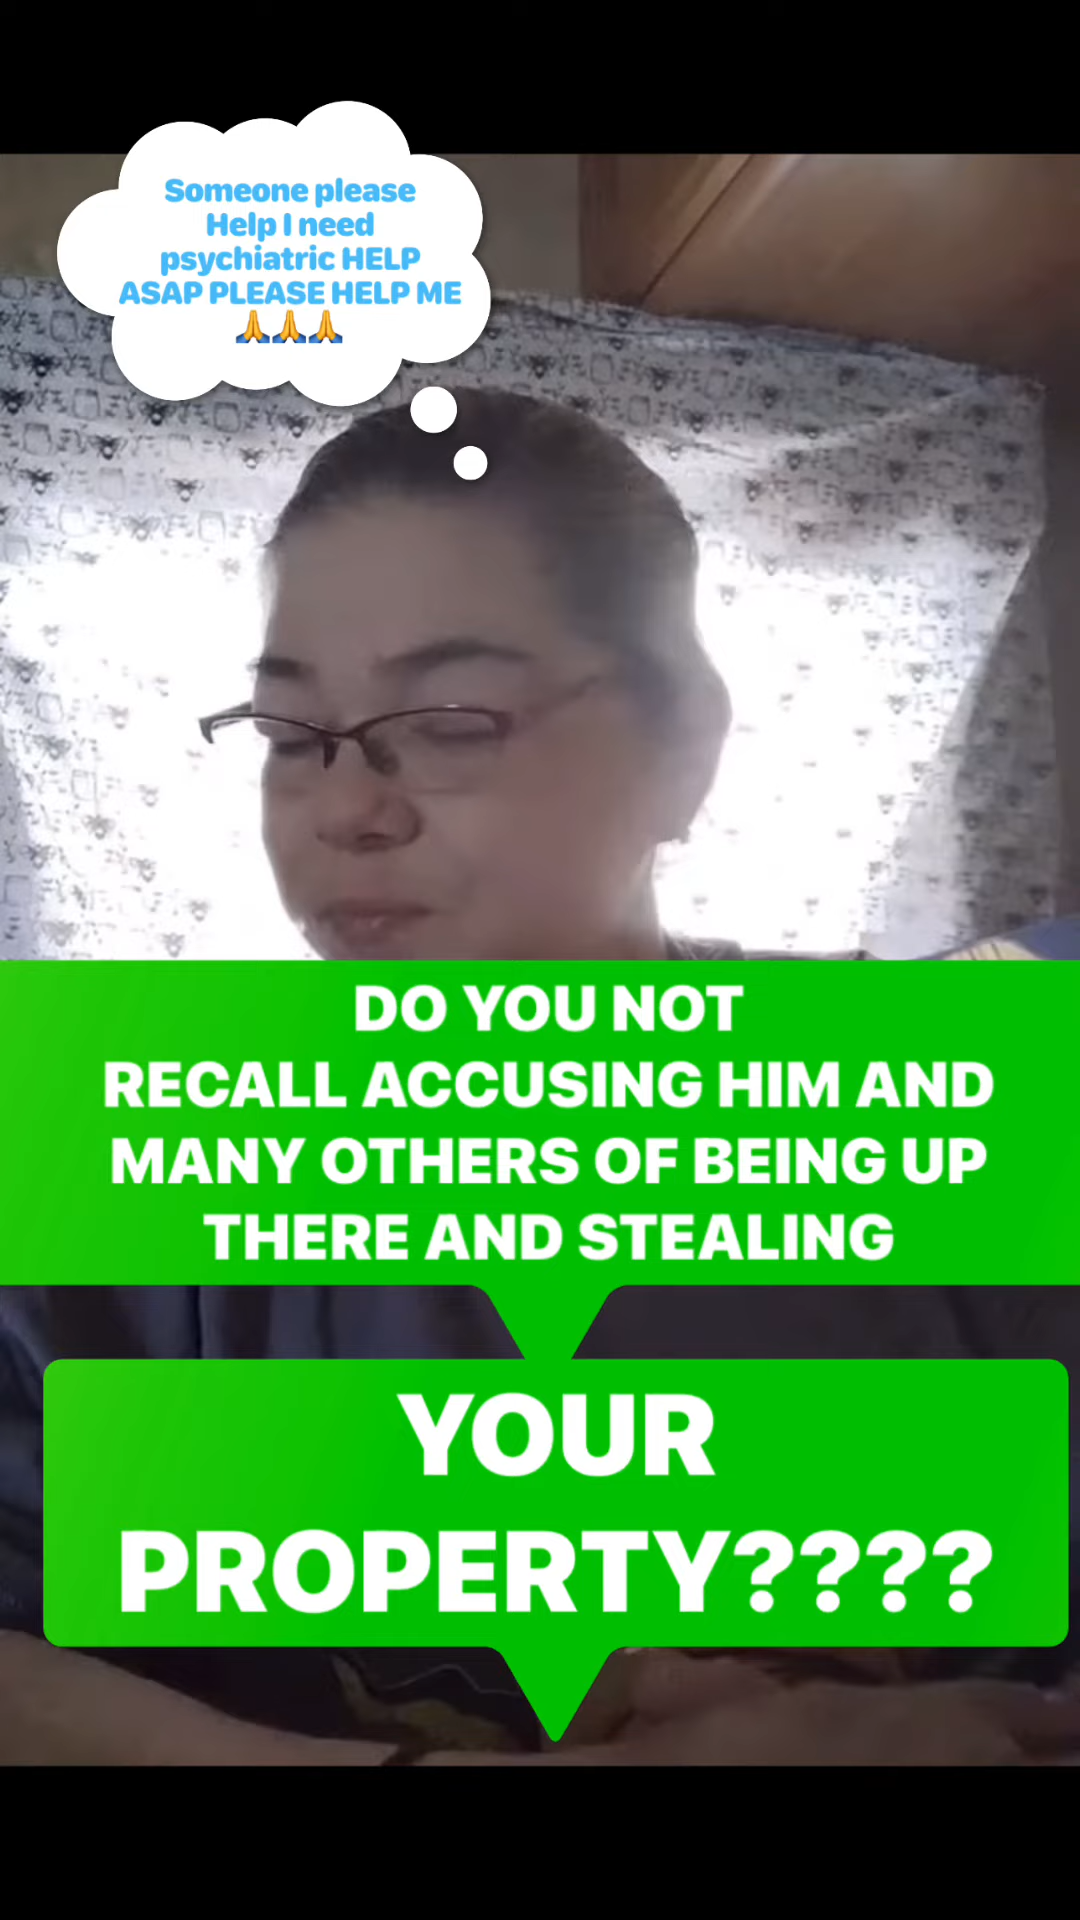 Someone please
Help I need
psychiatric HELP
ASAP PLEASE HELP ME
🙏🙏🙏
DO YOU NOT
RECALL ACCUSING HIM AND
MANY OTHERS OF BEING UP
THERE AND STEALING
YOUR
PROPERTY????